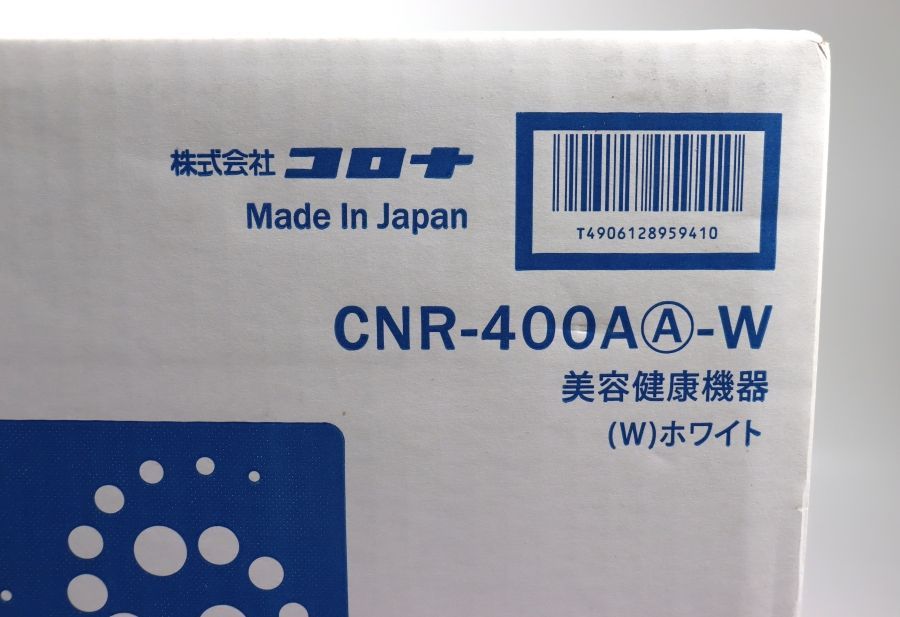 株式会社 コロナ
Made In Japan
T4906128959410
CNR-400AⒶ-W
美容健康機器
(W)ホワイト